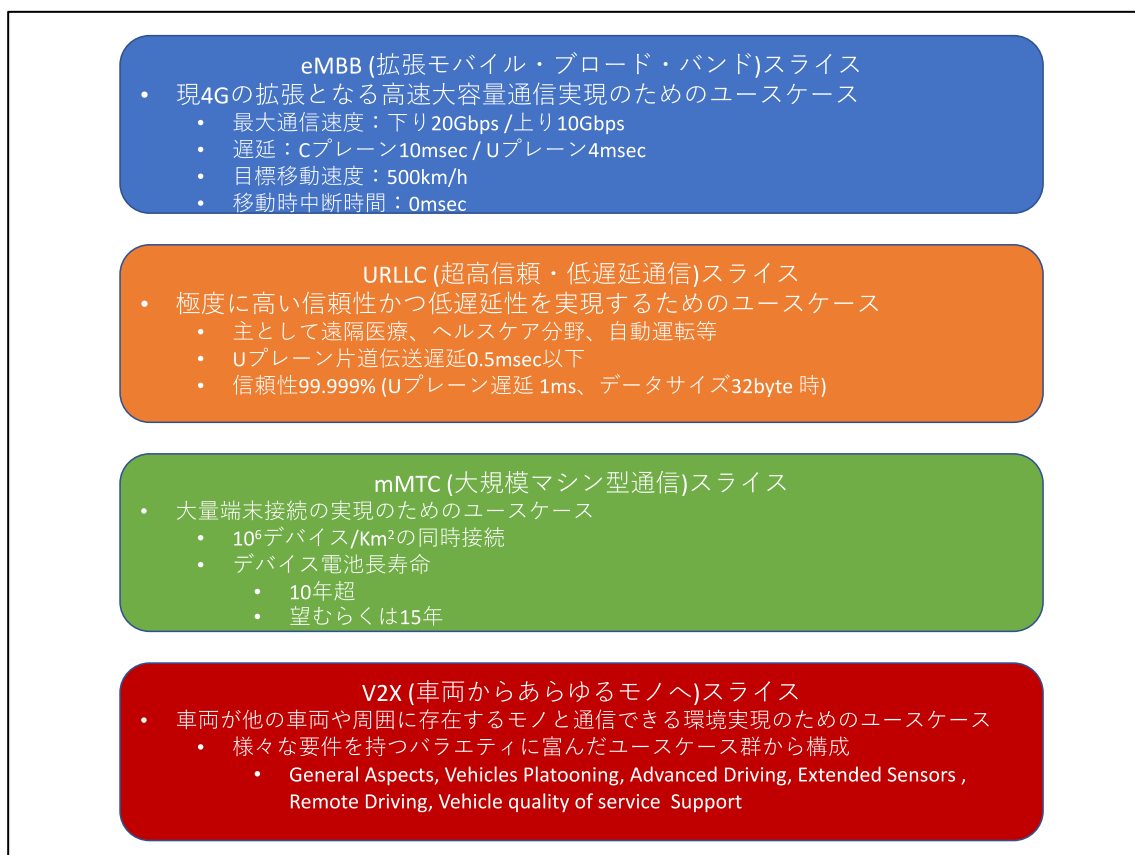 eMBB (拡張モバイル・ブロード・バンド)スライス
• 現4Gの拡張となる高速大容量通信実現のためのユースケース
• 最大通信速度：下り20Gbps /上り10Gbps
• 遅延：Cプレーン10msec / Uプレーン4msec
• 目標移動速度：500km/h
• 移動時中断時間：0msec
URLLC (超高信頼・低遅延通信)スライス
• 極度に高い信頼性かつ低遅延性を実現するためのユースケース
• 主として遠隔医療、ヘルスケア分野、自動運転等
• Uプレーン片道伝送遅延0.5msec以下
• 信頼性99.999% (Uプレーン遅延 1ms、データサイズ32byte 時)
mMTC (大規模マシン型通信)スライス
• 大量端末接続の実現のためのユースケース
• 10⁶デバイス/Km²の同時接続
• デバイス電池長寿命
• 10年超
• 望むらくは15年
V2X (車両からあらゆるモノへ)スライス
• 車両が他の車両や周囲に存在するモノと通信できる環境実現のためのユースケース
• 様々な要件を持つバラエティに富んだユースケース群から構成
• General Aspects, Vehicles Platooning, Advanced Driving, Extended Sensors ,
Remote Driving, Vehicle quality of service Support